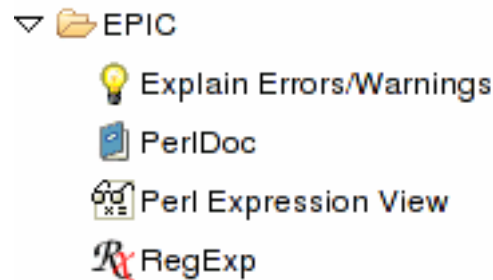 EPIC
Explain Errors/Warnings
PerlDoc
Perl Expression View
RegExp